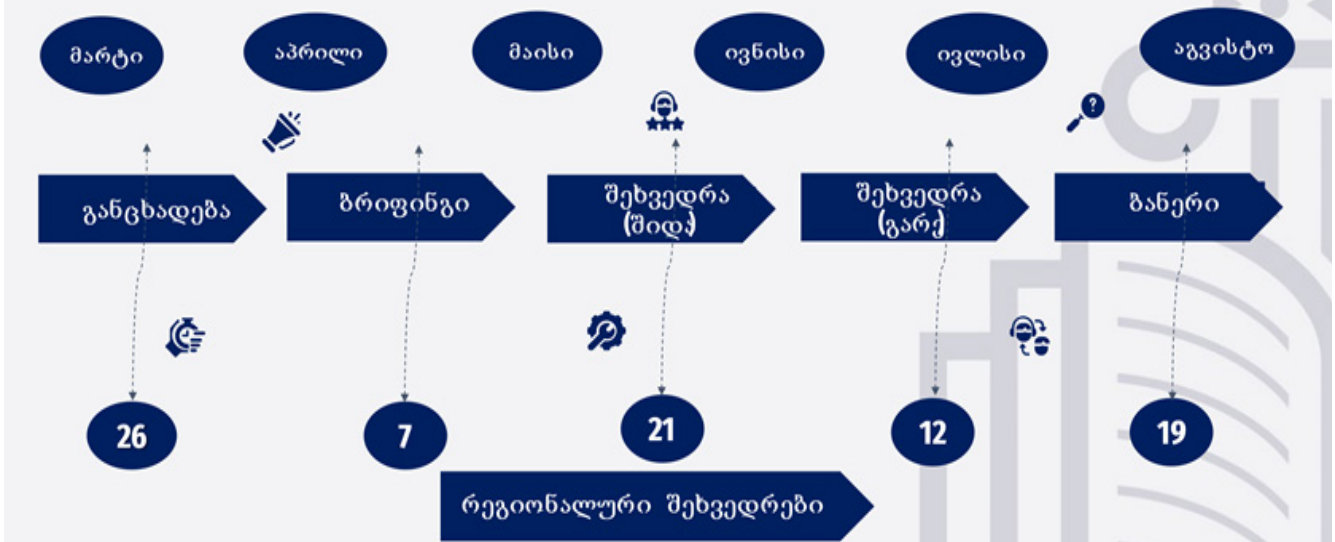 მარტი
აპრილი
მაისი
ივნისი
ივლისი
აგვისტო
?
განცხადება
ბრიფინგი
შეხვედრა
(შიდა)
შეხვედრა
(გარე)
ბანერი
26
7
21
12
19
რეგიონალური შეხვედრები